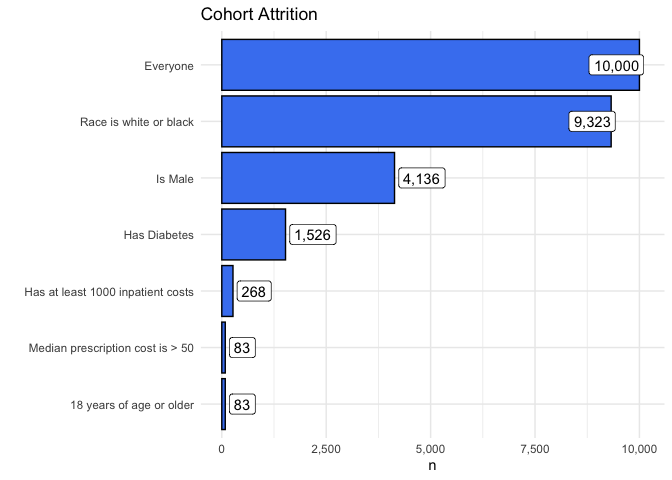 Cohort Attrition
Everyone
10,000
Race is white or black
9,323
Is Male
4,136
Has Diabetes
1,526
Has at least 1000 inpatient costs
268
Median prescription cost is > 50
83
18 years of age or older
83
0 2,500 5,000 7,500 10,000
n